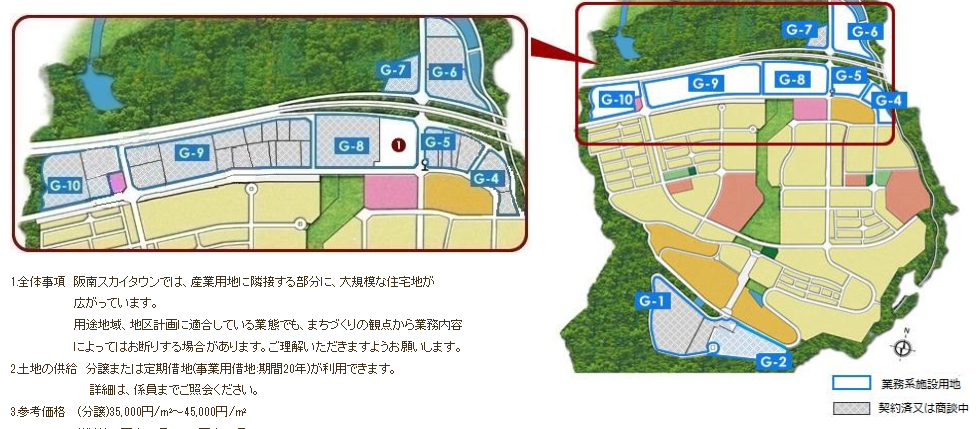 G-7
G-6
G-9
G-8
1
G-5
G-10
G-4
G-7
G-6
G-9
G-8
G-5
G-10
G-4
G-1
G-2
N
業務系施設用地
契約済又は商談中
1.全体事項 阪南スカイタウンでは、産業用地に隣接する部分に、大規模な住宅地が
広がっています。
用途地域、地区計画に適合している業態でも、まちづくりの観点から業務内容
によってはお断りする場合があります。ご理解いただきますようお願いします。
2.土地の供給 分譲または定期借地(事業用借地:期間20年)が利用できます。
詳細は、係員までご照会ください。
3.参考価格 (分譲)35,000円/㎡~45,000円/㎡